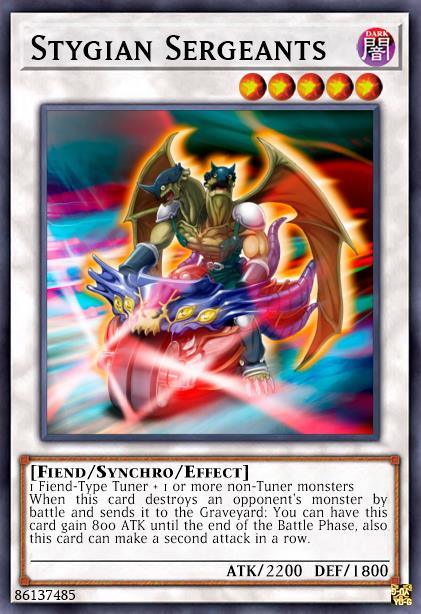 Stygian Sergeants
DARK
闇
[Fiend/Synchro/Effect]
1 Fiend-Type Tuner + 1 or more non-Tuner monsters
When this card destroys an opponent's monster by
battle and sends it to the Graveyard: You can have this
card gain 800 ATK until the end of the Battle Phase, also
this card can make a second attack in a row.
ATK/2200 DEF/1800
86137485